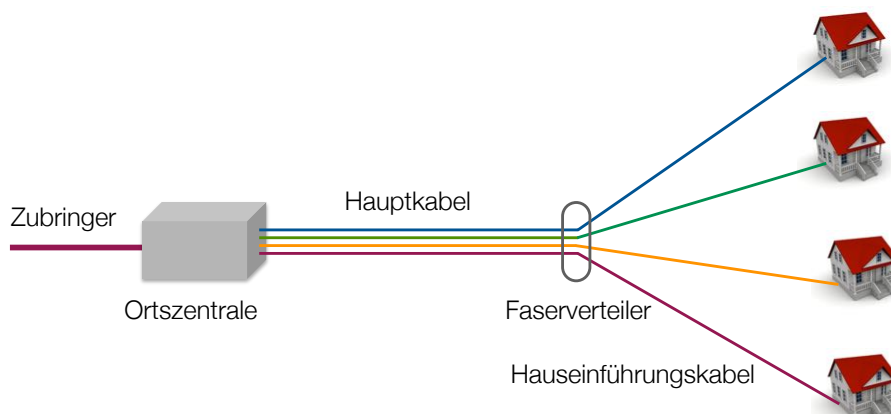 Zubringer
Hauptkabel
Ortszentrale
Faserverteiler
Hauseinführungskabel